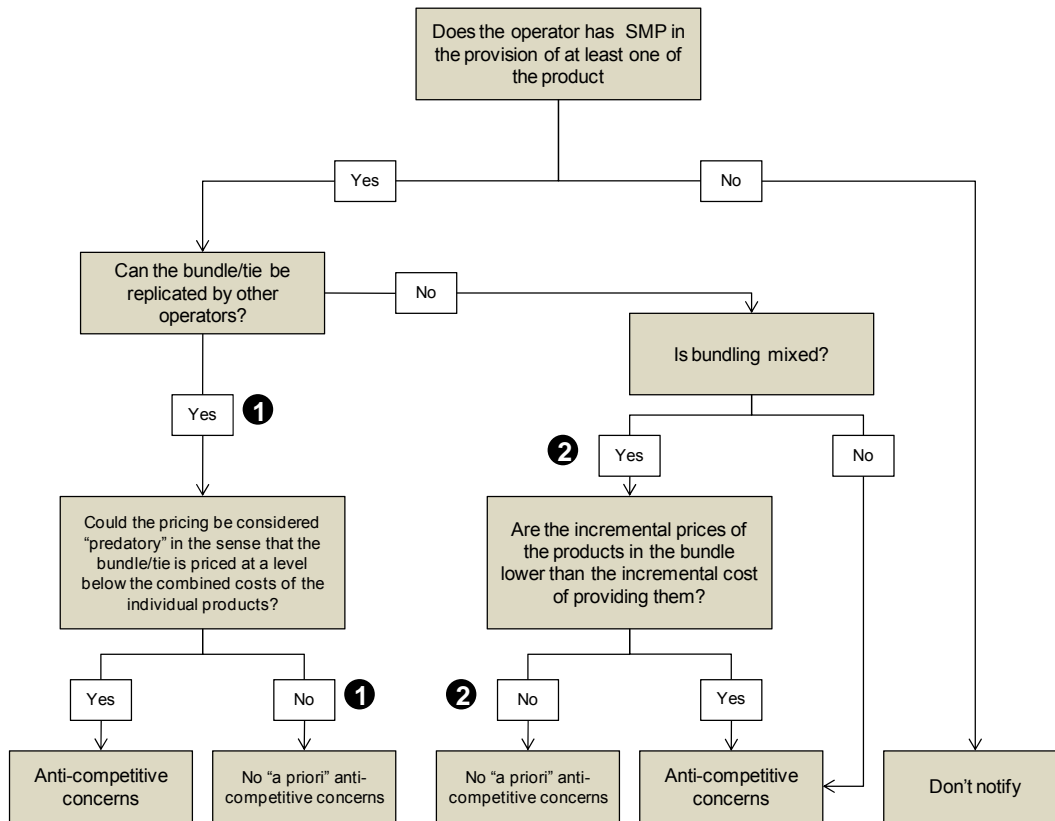 Does the operator has SMP in
the provision of at least one of
the product
Yes
No
Can the bundle/tie be
replicated by other
operators?
No
Is bundling mixed?
Yes
1
2
Yes
No
Could the pricing be considered
“predatory” in the sense that the
bundle/tie is priced at a level
below the combined costs of the
individual products?
Are the incremental prices of
the products in the bundle
lower than the incremental cost
of providing them?
Yes
No
1
2
No
Yes
Anti-competitive
concerns
No “a priori” anti-
competitive concerns
No “a priori” anti-
competitive concerns
Anti-competitive
concerns
Don’t notify